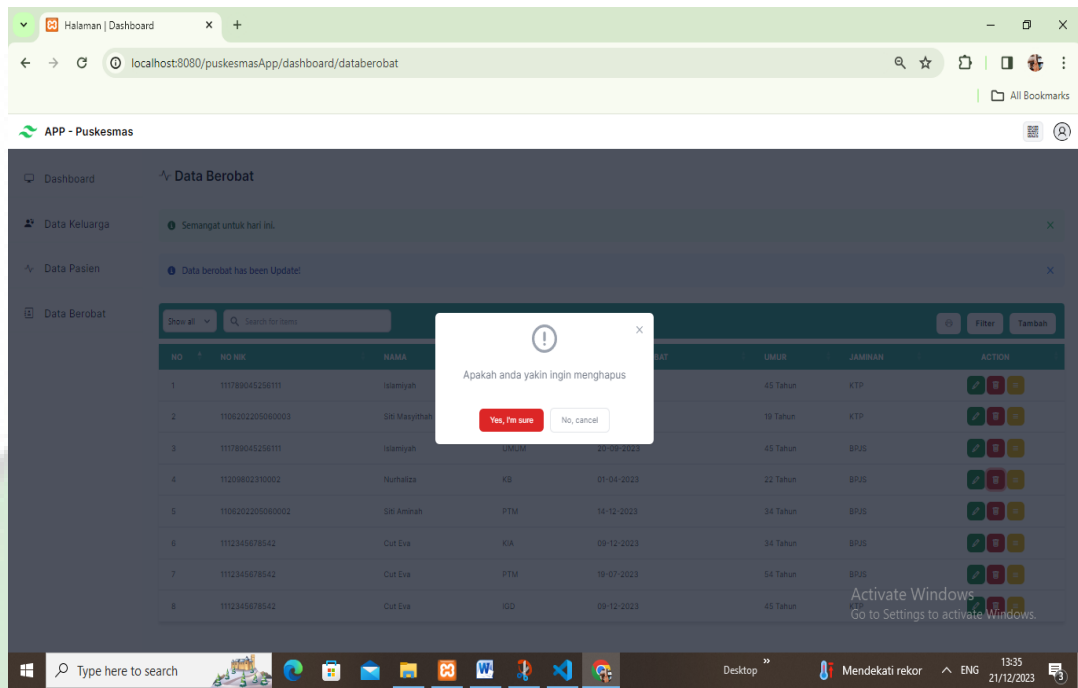 Halaman | Dashboard
localhost:8080/puskesmasApp/dashboard/databerobat
All Bookmarks
APP - Puskesmas
Dashboard
Data Berobat
Data Keluarga
Semangat untuk hari ini.
Data Pasien
Data berobat has been Update!
Data Berobat
Show all
Search for items
Filter
Tambah
Apakah anda yakin ingin menghapus
Yes, I'm sure
No, cancel
NO NO NIK NAMA BAT UMUR JAMINAN ACTION
1 111789045256111 Islamiyah 45 Tahun KTP
2 1108202205060003 Siti Masyithah 18 Tahun KTP
3 111789045256111 Islamiyah UMUM 20-09-2023 45 Tahun BPJS
4 11209802310002 Nurhaliza KB 01-04-2023 22 Tahun BPJS
5 1108202205060002 Siti Aminah PTM 14-12-2023 34 Tahun BPJS
6 1112345678542 Cut Eva KIA 09-12-2023 34 Tahun BPJS
7 1112345678542 Cut Eva PTM 19-07-2023 54 Tahun BPJS
8 1112345678542 Cut Eva IGD 09-12-2023 45 Tahun KTP
Activate Windows
Go to Settings to activate Windows.
Type here to search
Desktop
Mendekati rekor
ENG
13:35
21/12/2023
3